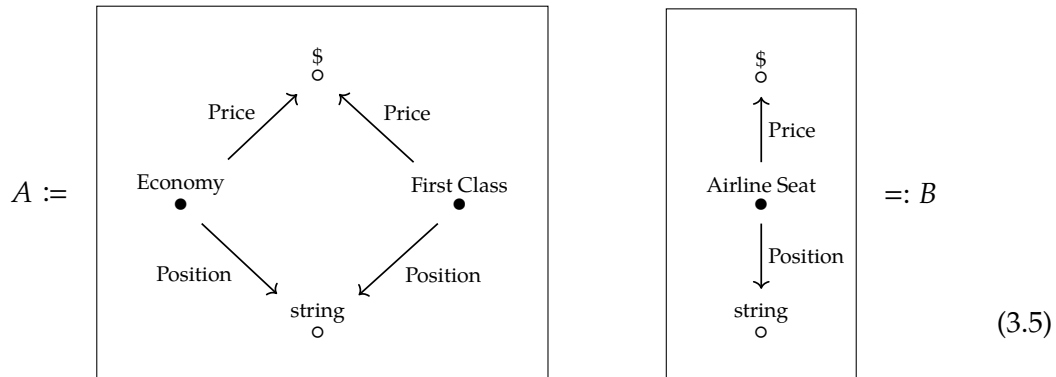 $
Price Price
Economy First Class
A :=
Position Position
string
$
Price
Airline Seat
=: B
Position
string
(3.5)